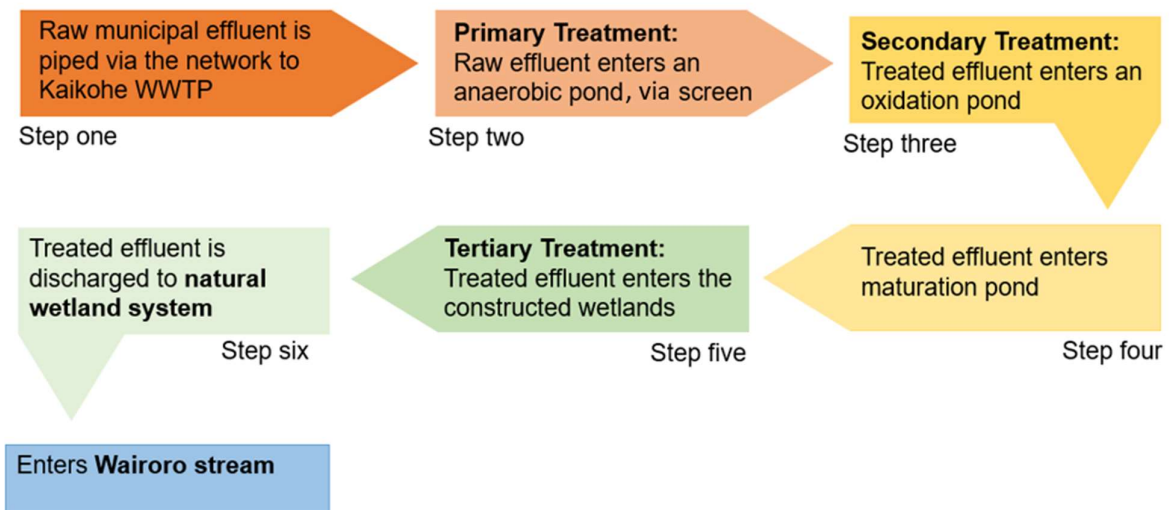 Raw municipal effluent is
piped via the network to
Kaikohe WWTP
Step one
Primary Treatment:
Raw effluent enters an
anaerobic pond, via screen
Step two
Secondary Treatment:
Treated effluent enters an
oxidation pond
Step three
Treated effluent enters
maturation pond
Step four
Tertiary Treatment:
Treated effluent enters the
constructed wetlands
Step five
Treated effluent is
discharged to natural
wetland system
Step six
Enters Wairoro stream